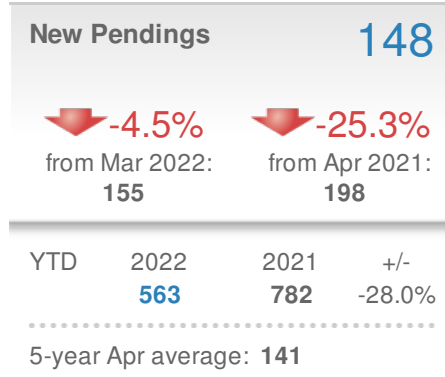 New Pendings 148
-4.5% -25.3%
from Mar 2022: from Apr 2021:
155 198
YTD 2022 2021 +/-
563 782 -28.0%
5-year Apr average: 141